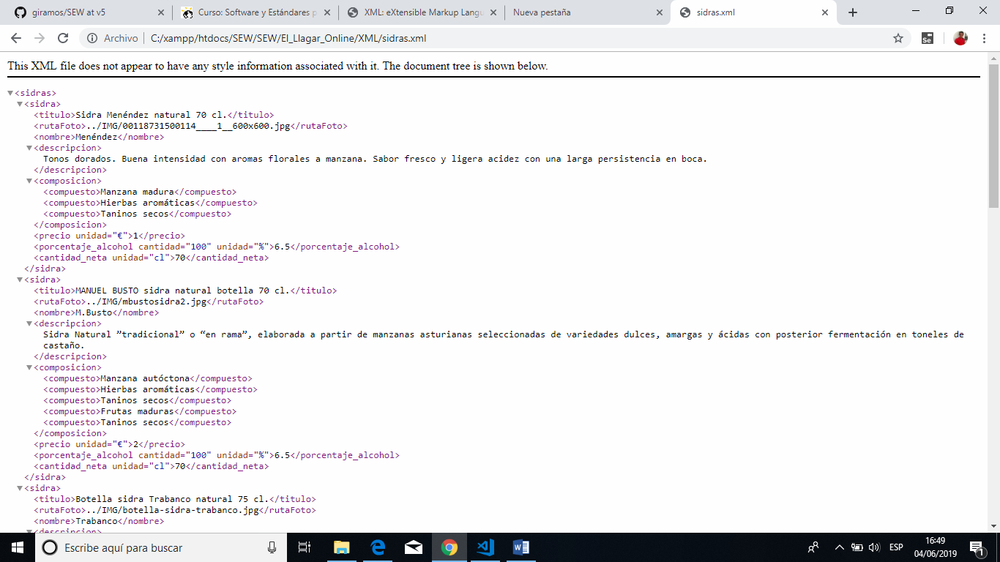 giramos/SEW at v5
Curso: Software y Estándares p
XML: eXtensible Markup Langu
Nueva pestaña
sidras.xml
Archivo
C:/xampp/htdocs/SEW/SEW/El_Llagar_Online/XML/sidras.xml
Se
This XML file does not appear to have any style information associated with it. The document tree is shown below.
▼<sidras>
▼<sidra>
<titulo>Sidra Menéndez natural 70 cl.</titulo>
<rutaFoto>../IMG/00118731500114____1__600x600.jpg</rutaFoto>
<nombre>Menéndez</nombre>
▼<descripcion>
Tonos dorados. Buena intensidad con aromas florales a manzana. Sabor fresco y ligera acidez con una larga persistencia en boca.
</descripcion>
▼<composicion>
<compuesto>Manzana madura</compuesto>
<compuesto>Hierbas aromáticas</compuesto>
<compuesto>Taninos secos</compuesto>
</composicion>
<precio unidad="€">1</precio>
<porcentaje_alcohol cantidad="100" unidad="%">6.5</porcentaje_alcohol>
<cantidad_neta unidad="cl">70</cantidad_neta>
</sidra>
▼<sidra>
<titulo>MANUEL BUSTO sidra natural botella 70 cl.</titulo>
<rutaFoto>../IMG/mbustosidra2.jpg</rutaFoto>
<nombre>M.Busto</nombre>
▼<descripcion>
Sidra Natural ”tradicional” o “en rama”, elaborada a partir de manzanas asturianas seleccionadas de variedades dulces, amargas y ácidas con posterior fermentación en toneles de
castaño.
</descripcion>
▼<composicion>
<compuesto>Manzana autóctona</compuesto>
<compuesto>Hierbas aromáticas</compuesto>
<compuesto>Taninos secos</compuesto>
<compuesto>Frutas maduras</compuesto>
<compuesto>Taninos secos</compuesto>
</composicion>
<precio unidad="€">2</precio>
<porcentaje_alcohol cantidad="100" unidad="%">6.5</porcentaje_alcohol>
<cantidad_neta unidad="cl">70</cantidad_neta>
</sidra>
▼<sidra>
<titulo>Botella sidra Trabanco natural 75 cl.</titulo>
<rutaFoto>../IMG/botella-sidra-trabanco.jpg</rutaFoto>
<nombre>Trabanco</nombre>
▼<descripcion>
Escribe aquí para buscar
ESP
16:49
04/06/2019
1